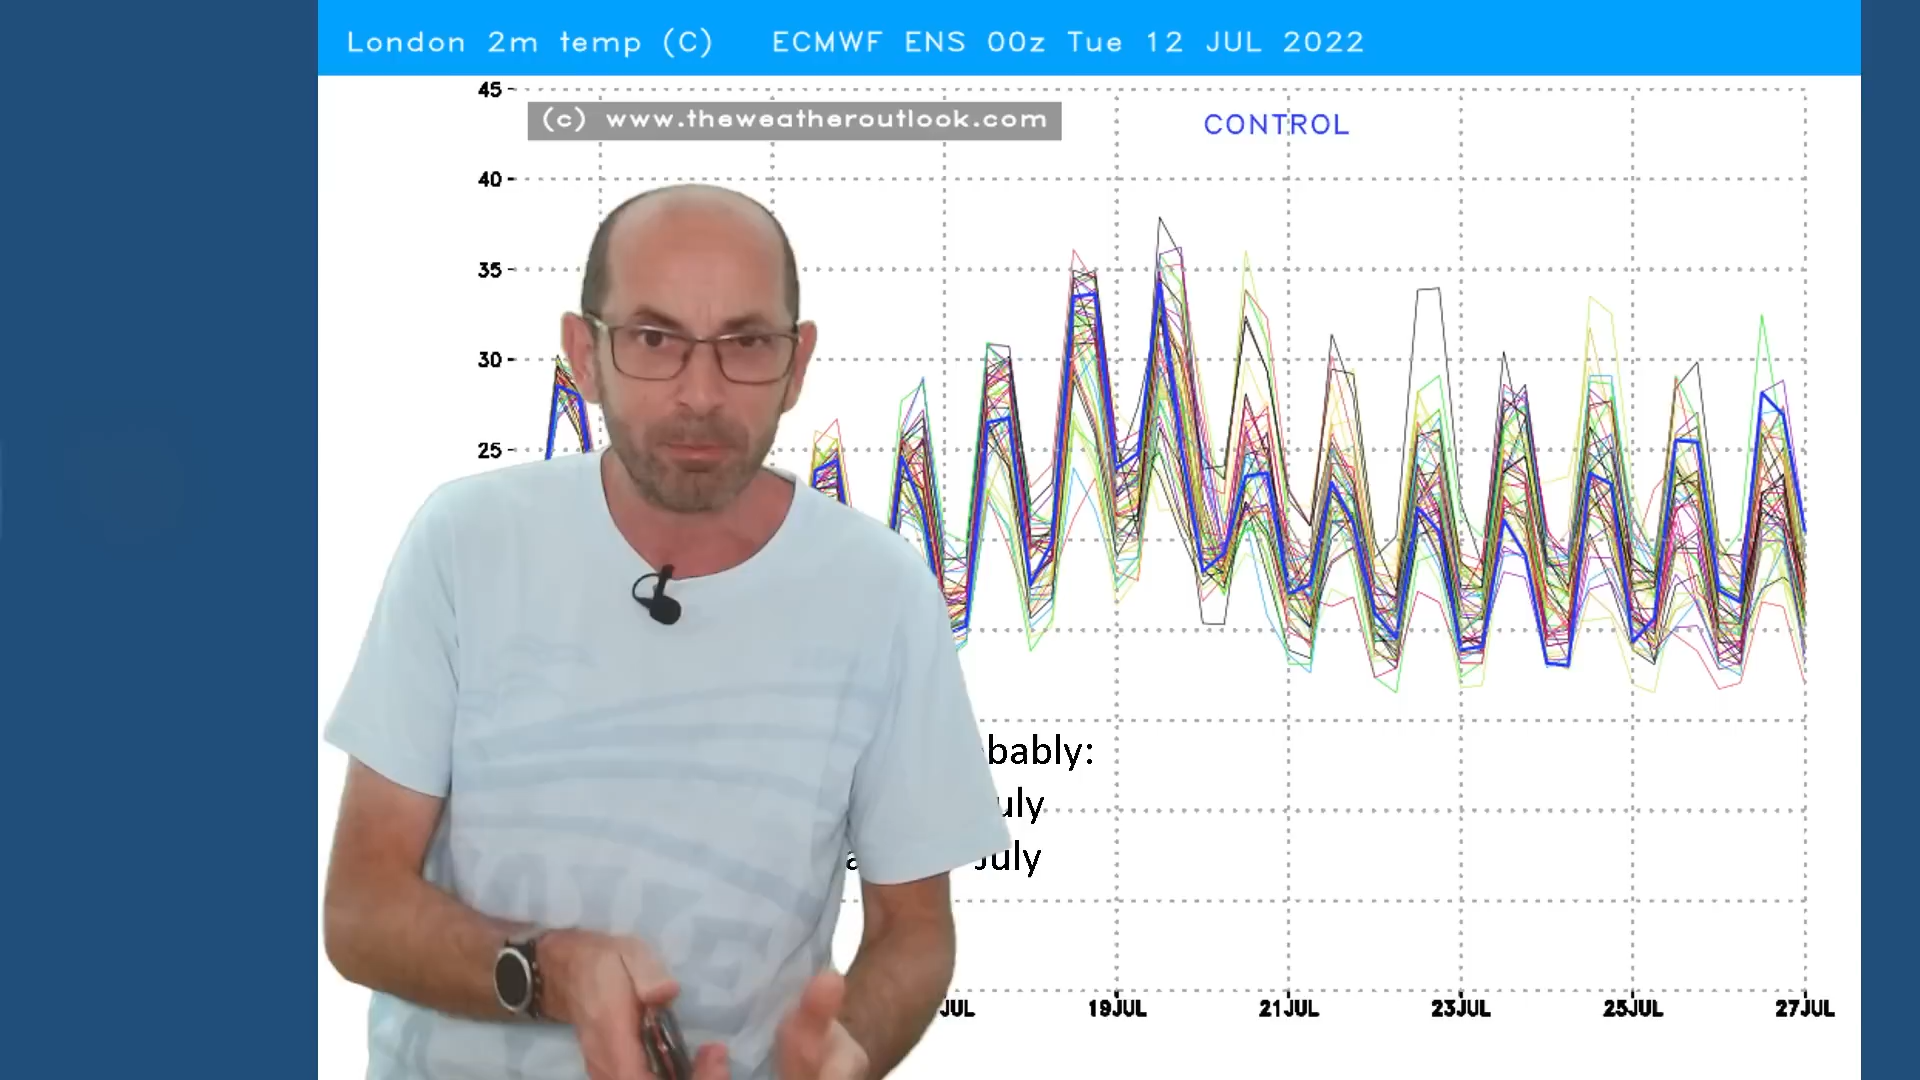 London 2m temp (C) ECMWF ENS 00z Tue 12 JUL 2022
45
(c) www.theweatheroutlook.com
CONTROL
40
35
30
25
bably:
uly
July
JUL 19JUL 21JUL 23JUL 25JUL 27JUL